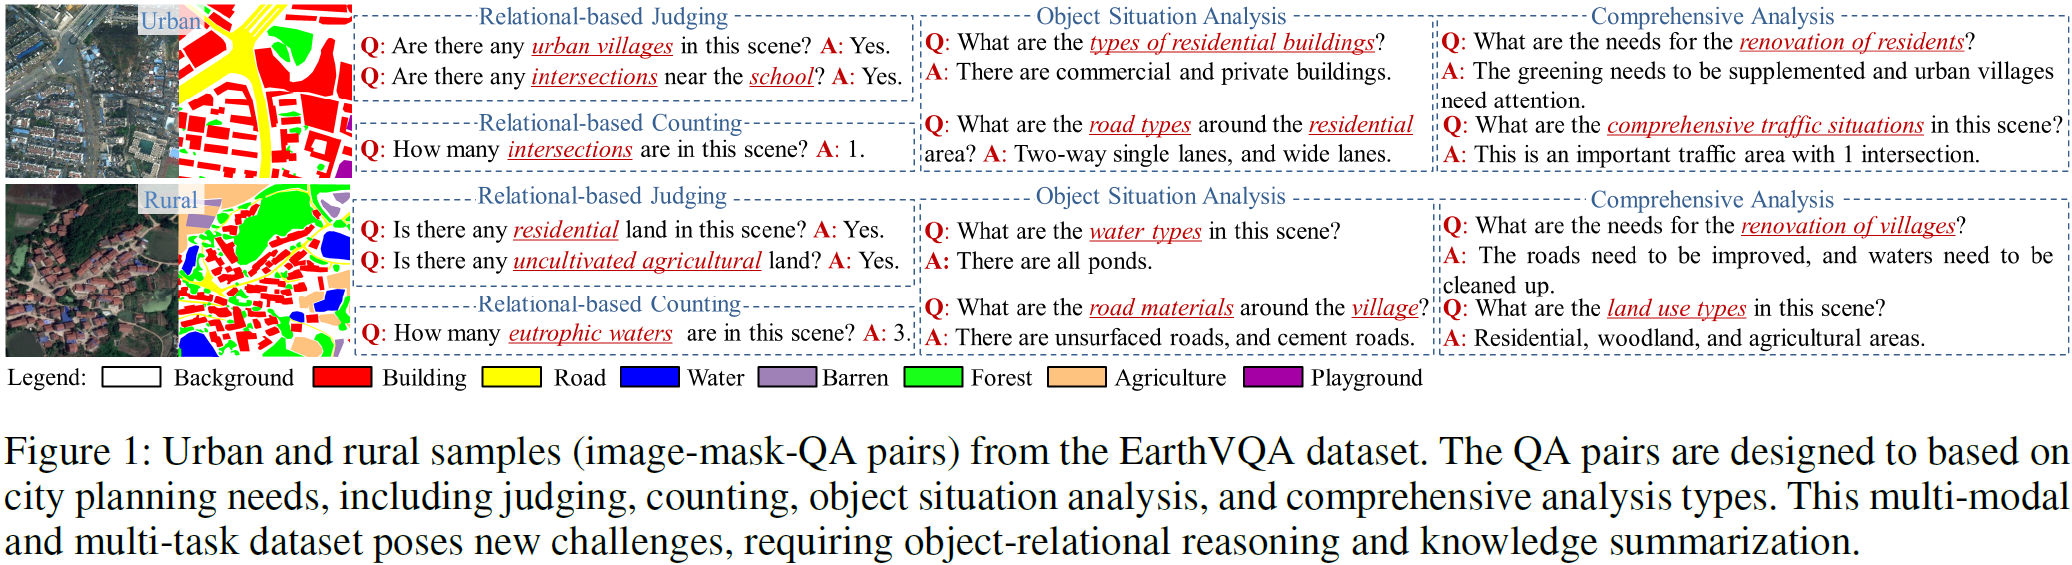 Urban
Relational-based Judging
Q: Are there any urban villages in this scene? A: Yes.
Q: Are there any intersections near the school? A: Yes.
Relational-based Counting
Q: How many intersections are in this scene? A: 1.
Object Situation Analysis
Q: What are the types of residential buildings?
A: There are commercial and private buildings.
Q: What are the road types around the residential
area? A: Two-way single lanes, and wide lanes.
Comprehensive Analysis
Q: What are the needs for the renovation of residents?
A: The greening needs to be supplemented and urban villages
need attention.
Q: What are the comprehensive traffic situations in this scene?
A: This is an important traffic area with 1 intersection.
Rural
Relational-based Judging
Q: Is there any residential land in this scene? A: Yes.
Q: Is there any uncultivated agricultural land? A: Yes.
Relational-based Counting
Q: How many eutrophic waters are in this scene? A: 3.
Object Situation Analysis
Q: What are the water types in this scene?
A: There are all ponds.
Q: What are the road materials around the village?
A: There are unsurfaced roads, and cement roads.
Comprehensive Analysis
Q: What are the needs for the renovation of villages?
A: The roads need to be improved, and waters need to be
cleaned up.
Q: What are the land use types in this scene?
A: Residential, woodland, and agricultural areas.
Legend: Background Building Road Water Barren Forest Agriculture Playground
Figure 1: Urban and rural samples (image-mask-QA pairs) from the EarthVQA dataset. The QA pairs are designed to based on
city planning needs, including judging, counting, object situation analysis, and comprehensive analysis types. This multi-modal
and multi-task dataset poses new challenges, requiring object-relational reasoning and knowledge summarization.